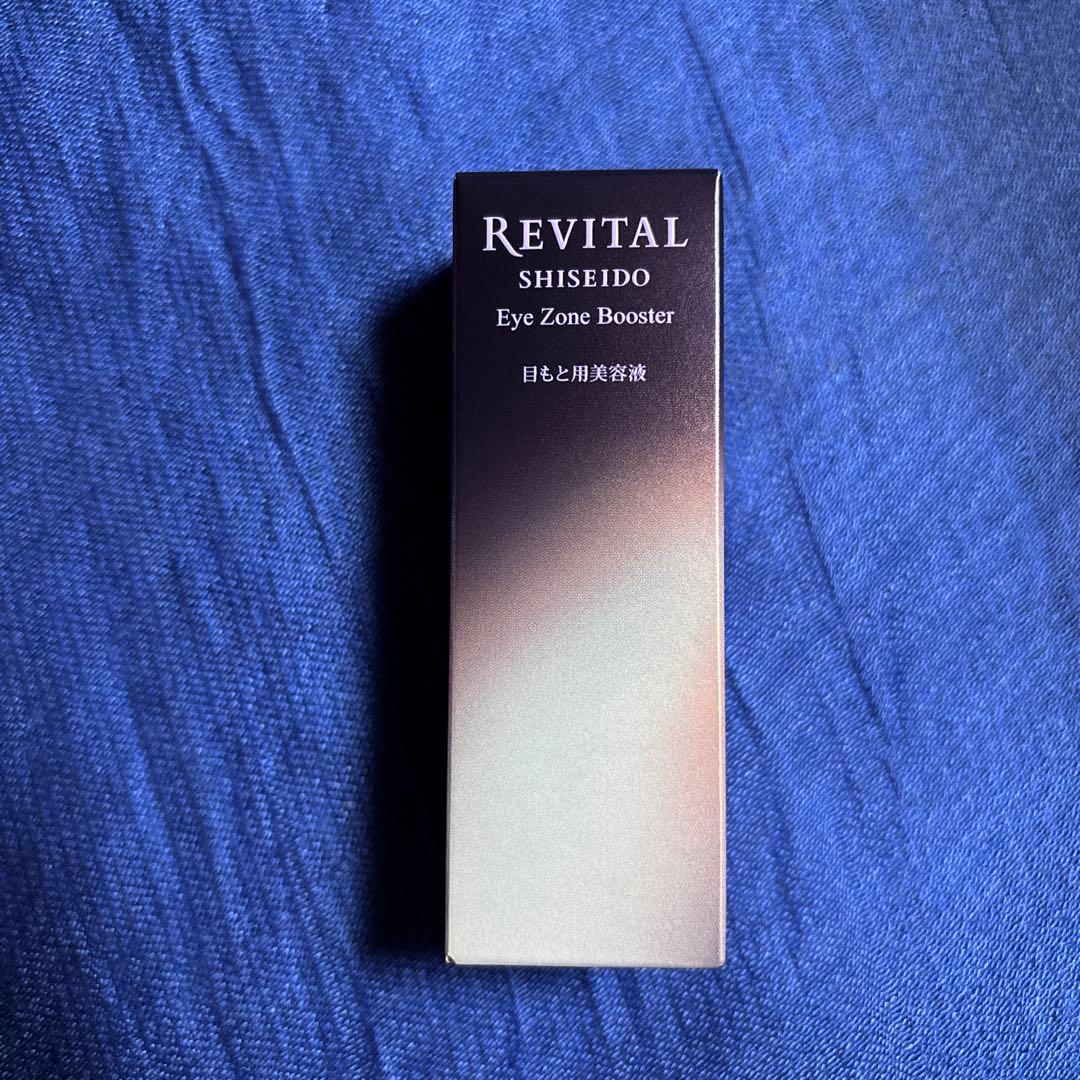 REVITAL
SHISEIDO
Eye Zone Booster
目もと用美容液